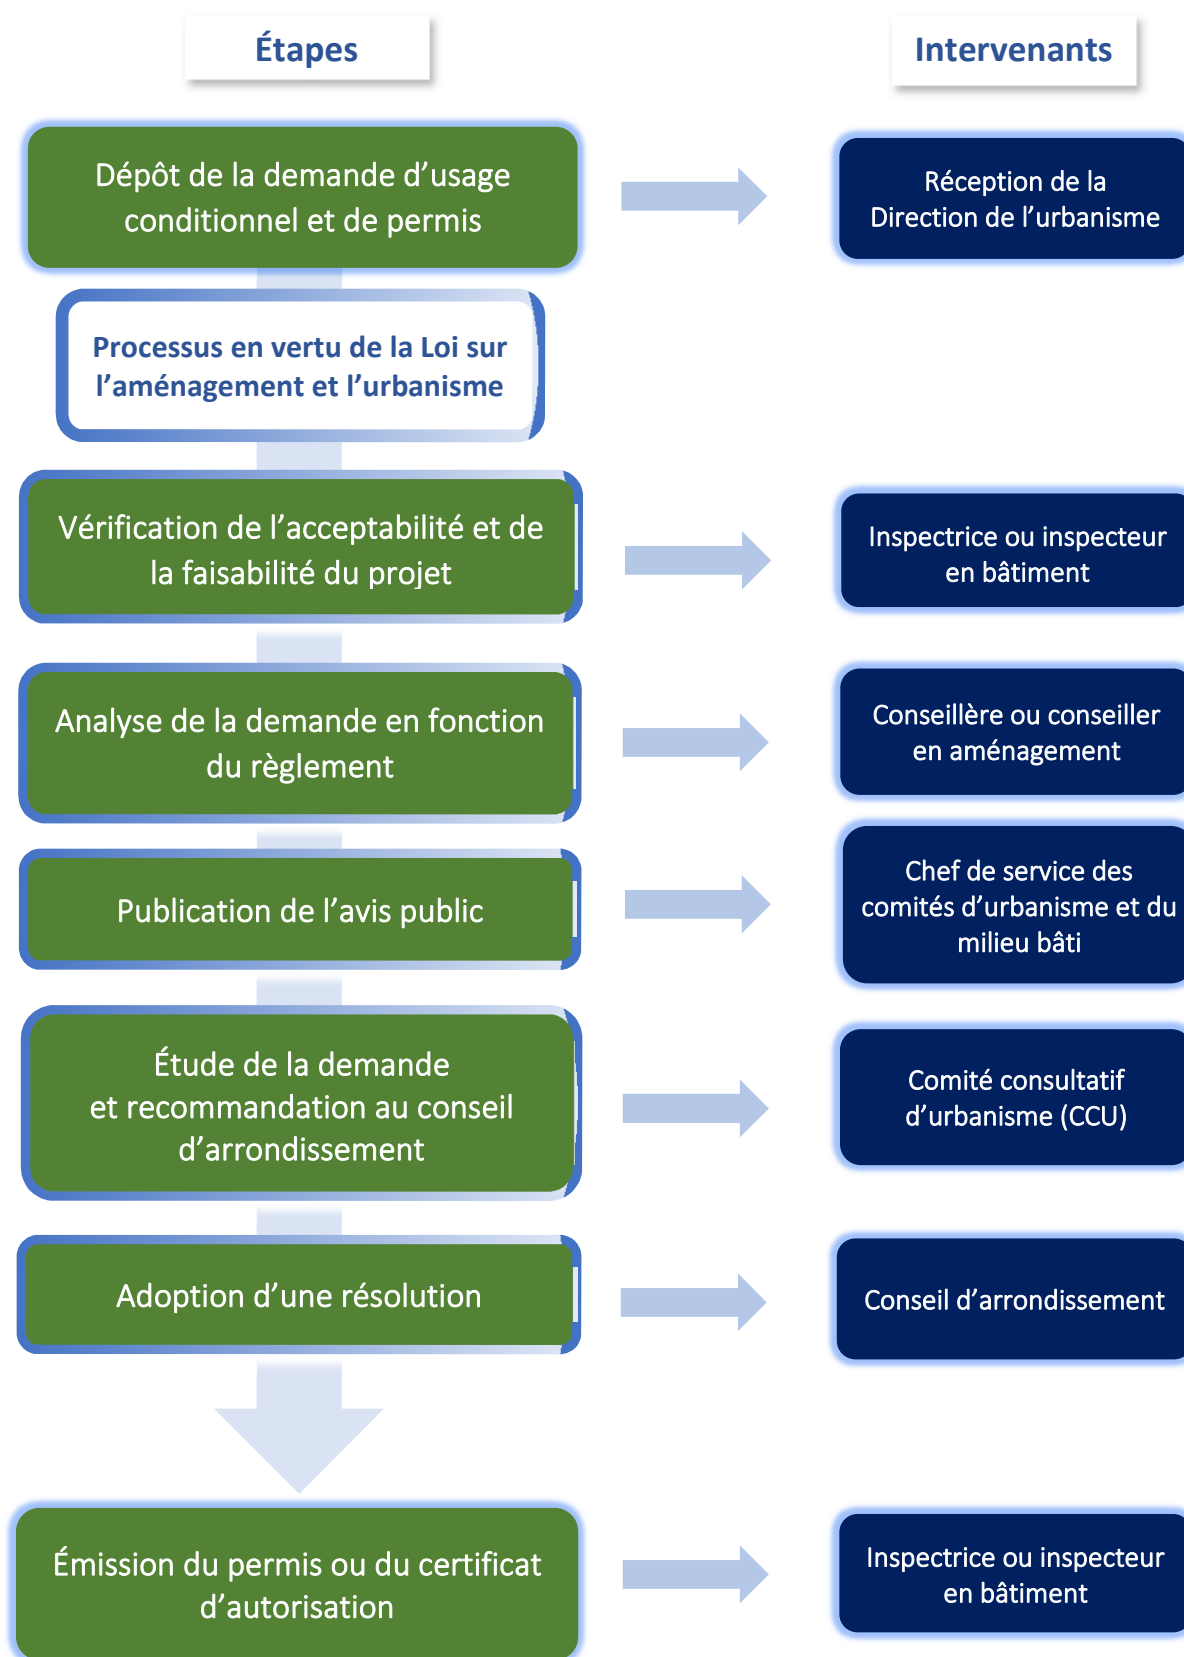 Étapes
Intervenants
Dépôt de la demande d'usage
conditionnel et de permis
Réception de la
Direction de l'urbanisme
Processus en vertu de la Loi sur
l'aménagement et l'urbanisme
Vérification de l'acceptabilité et de
la faisabilité du projet
Inspectrice ou inspecteur
en bâtiment
Analyse de la demande en fonction
du règlement
Conseillère ou conseiller
en aménagement
Publication de l'avis public
Chef de service des
comités d'urbanisme et du
milieu bâti
Étude de la demande
et recommandation au conseil
d'arrondissement
Comité consultatif
d'urbanisme (CCU)
Adoption d'une résolution
Conseil d'arrondissement
Émission du permis ou du certificat
d'autorisation
Inspectrice ou inspecteur
en bâtiment